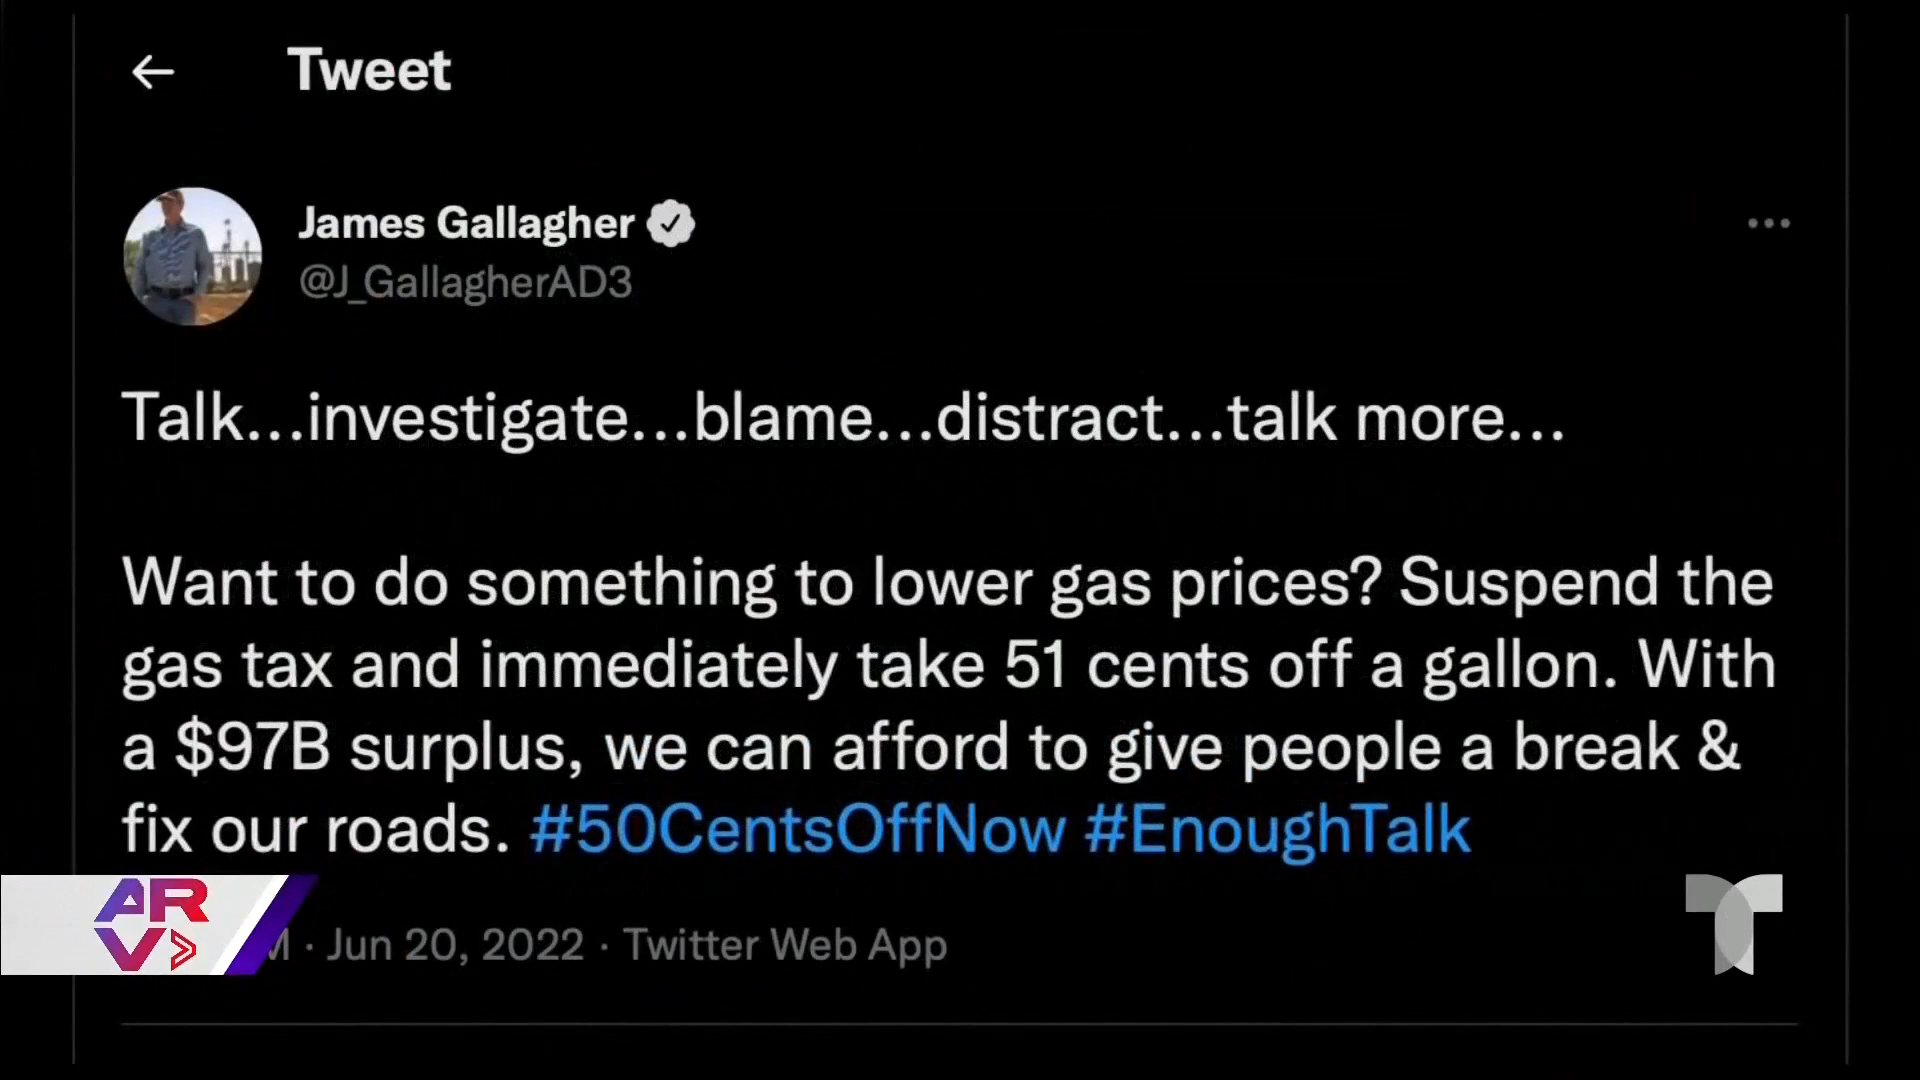 Tweet
James Gallagher
@J_GallagherAD3
Talk...investigate...blame...distract...talk more...
Want to do something to lower gas prices? Suspend the
gas tax and immediately take 51 cents off a gallon. With
a $97B surplus, we can afford to give people a break &
fix our roads. #50CentsOffNow #EnoughTalk
M · Jun 20, 2022 · Twitter Web App
ARV
T